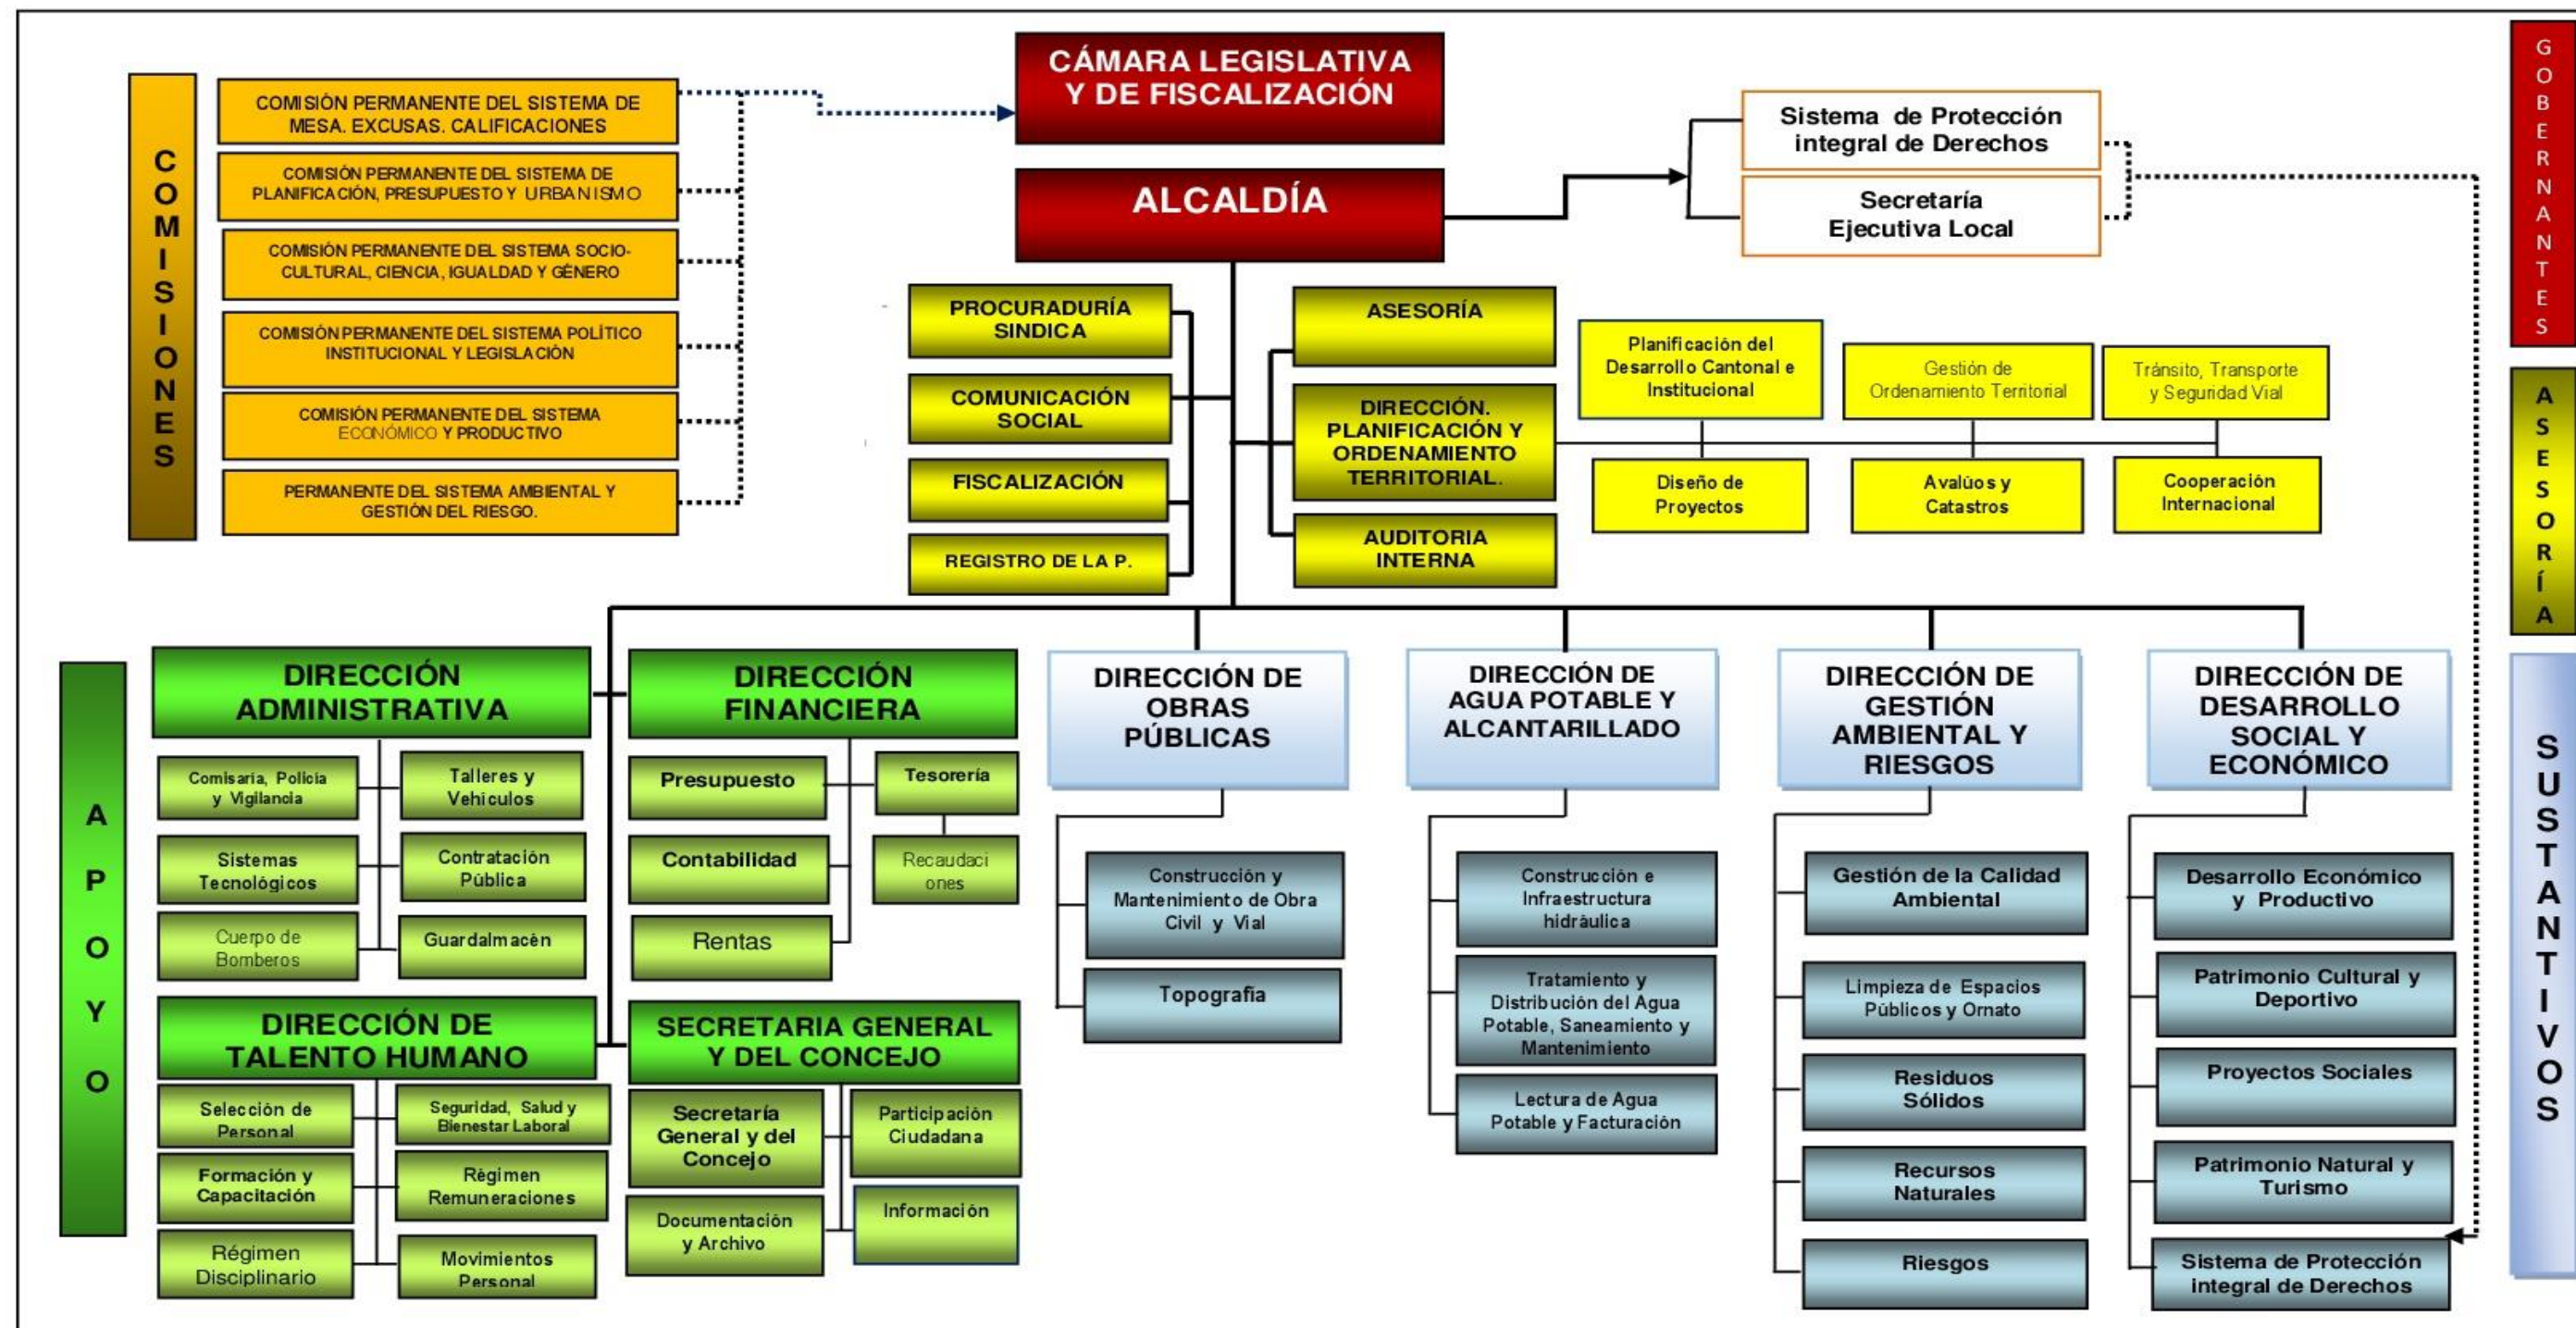 COMISIONES
COMISIÓN PERMANENTE DEL SISTEMA DE
MESA. EXCUSAS. CALIFICACIONES
COMISIÓN PERMANENTE DEL SISTEMA DE
PLANIFICACIÓN, PRESUPUESTO Y URBANISMO
COMISIÓN PERMANENTE DEL SISTEMA SOCIO-
CULTURAL, CIENCIA, IGUALDAD Y GÉNERO
COMISIÓN PERMANENTE DEL SISTEMA POLÍTICO
INSTITUCIONAL Y LEGISLACIÓN
COMISIÓN PERMANENTE DEL SISTEMA
ECONÓMICO Y PRODUCTIVO
PERMANENTE DEL SISTEMA AMBIENTAL Y
GESTIÓN DEL RIESGO.
CÁMARA LEGISLATIVA
Y DE FISCALIZACIÓN
ALCALDÍA
Sistema de Protección
integral de Derechos
Secretaría
Ejecutiva Local
GOBERNANTES
PROCURADURÍA
SINDICA
COMUNICACIÓN
SOCIAL
FISCALIZACIÓN
REGISTRO DE LA P.
ASESORÍA
DIRECCIÓN.
PLANIFICACIÓN Y
ORDENAMIENTO
TERRITORIAL.
AUDITORIA
INTERNA
Planificación del
Desarrollo Cantonal e
Institucional
Gestión de
Ordenamiento Territorial
Tránsito, Transporte
y Seguridad Vial
Diseño de
Proyectos
Avalúos y
Catastros
Cooperación
Internacional
ASESORÍA
APOYO
DIRECCIÓN
ADMINISTRATIVA
Comisaría, Policía
y Vigilancia
Talleres y
Vehículos
Sistemas
Tecnológicos
Contratación
Pública
Cuerpo de
Bomberos
Guardalmacén
DIRECCIÓN
FINANCIERA
Presupuesto
Tesorería
Contabilidad
Recaudaci
ones
Rentas
DIRECCIÓN DE
TALENTO HUMANO
Selección de
Personal
Seguridad, Salud y
Bienestar Laboral
Formación y
Capacitación
Régimen
Remuneraciones
Régimen
Disciplinario
Movimientos
Personal
SECRETARIA GENERAL
Y DEL CONCEJO
Secretaría
General y del
Concejo
Participación
Ciudadana
Documentación
y Archivo
Información
DIRECCIÓN DE
OBRAS
PÚBLICAS
Construcción y
Mantenimiento de Obra
Civil y Vial
Topografía
DIRECCIÓN DE
AGUA POTABLE Y
ALCANTARILLADO
Construcción e
Infraestructura
hidráulica
Tratamiento y
Distribución del Agua
Potable, Saneamiento y
Mantenimiento
Lectura de Agua
Potable y Facturación
DIRECCIÓN DE
GESTIÓN
AMBIENTAL Y
RIESGOS
Gestión de la Calidad
Ambiental
Limpieza de Espacios
Públicos y Ornato
Residuos
Sólidos
Recursos
Naturales
Riesgos
DIRECCIÓN DE
DESARROLLO
SOCIAL Y
ECONÓMICO
Desarrollo Económico
y Productivo
Patrimonio Cultural y
Deportivo
Proyectos Sociales
Patrimonio Natural y
Turismo
Sistema de Protección
integral de Derechos
SUSTANTIVOS